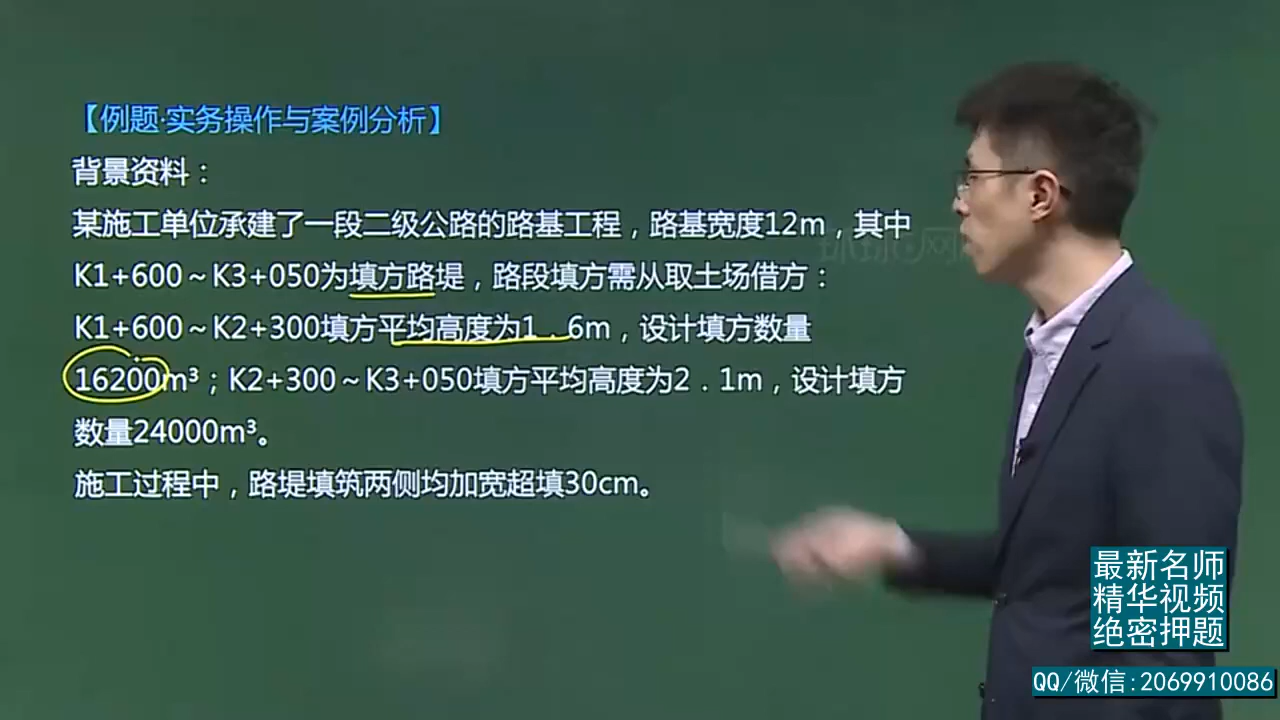 【例题·实务操作与案例分析】
背景资料：
某施工单位承建了一段二级公路的路基工程，路基宽度12m，其中
K1+600～K3+050为填方路堤，路段填方需从取土场借方：
K1+600～K2+300填方平均高度为1．6m，设计填方数量
16200m³；K2+300～K3+050填方平均高度为2．1m，设计填方
数量24000m³。
施工过程中，路堤填筑两侧均加宽超填30cm。
最新名师
精华视频
绝密押题
QQ/微信:2069910086